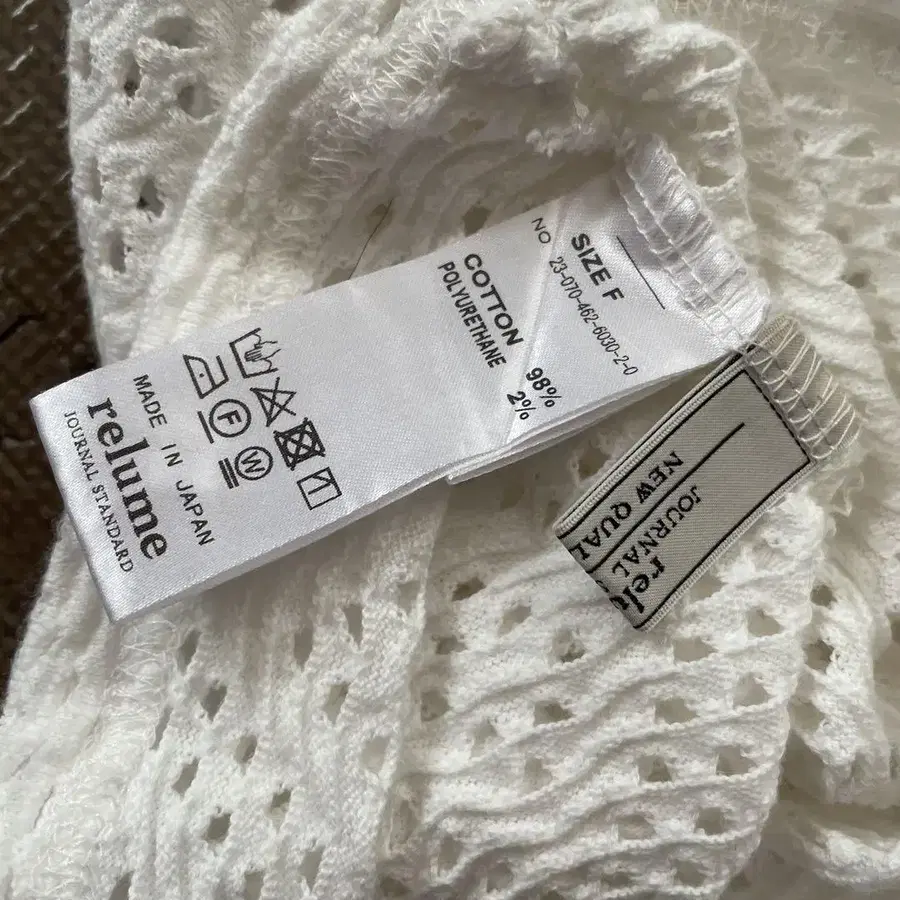 SIZE F
NO 23-070-462-6030-2-0
COTTON 98%
POLYURETHANE 2%
F
W
MADE IN JAPAN
relume
JOURNAL STANDARD
relu
JOURNAL
NEW QUAL